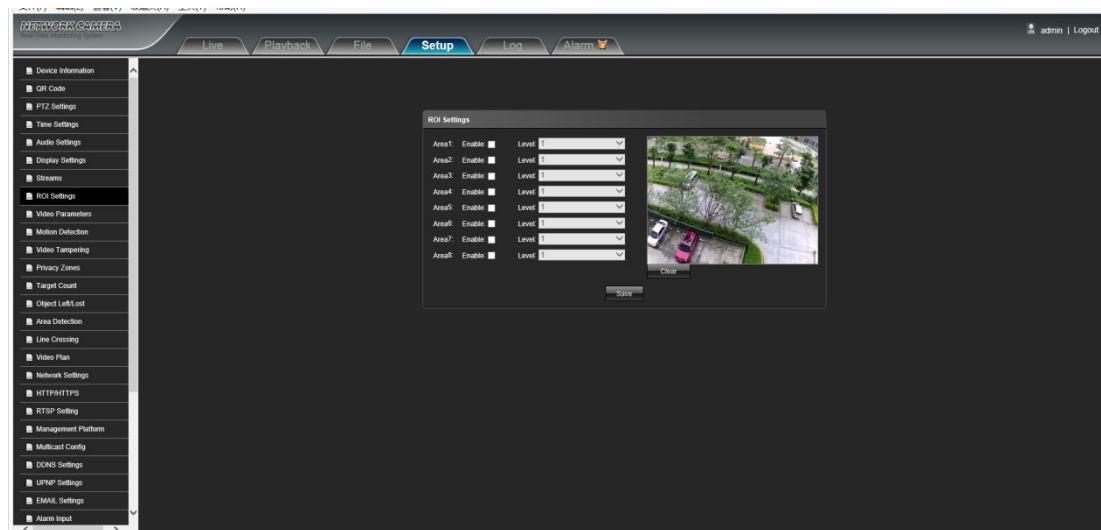 NETWORK CAMERA
Real-Time Monitoring System
Live
Playback
File
Setup
Log
Alarm
admin | Logout
Device Information
QR Code
PTZ Settings
Time Settings
Audio Settings
Display Settings
Streams
ROI Settings
Video Parameters
Motion Detection
Video Tampering
Privacy Zones
Target Count
Object Left/Lost
Area Detection
Line Crossing
Video Plan
Network Settings
HTTP/HTTPS
RTSP Setting
Management Platform
Multicast Config
DDNS Settings
UPNP Settings
EMAIL Settings
Alarm Input
ROI Settings
Area1: Enable: Level: 1
Area2: Enable: Level: 1
Area3: Enable: Level: 1
Area4: Enable: Level: 1
Area5: Enable: Level: 1
Area6: Enable: Level: 1
Area7: Enable: Level: 1
Area8: Enable: Level: 1
Clear
Save